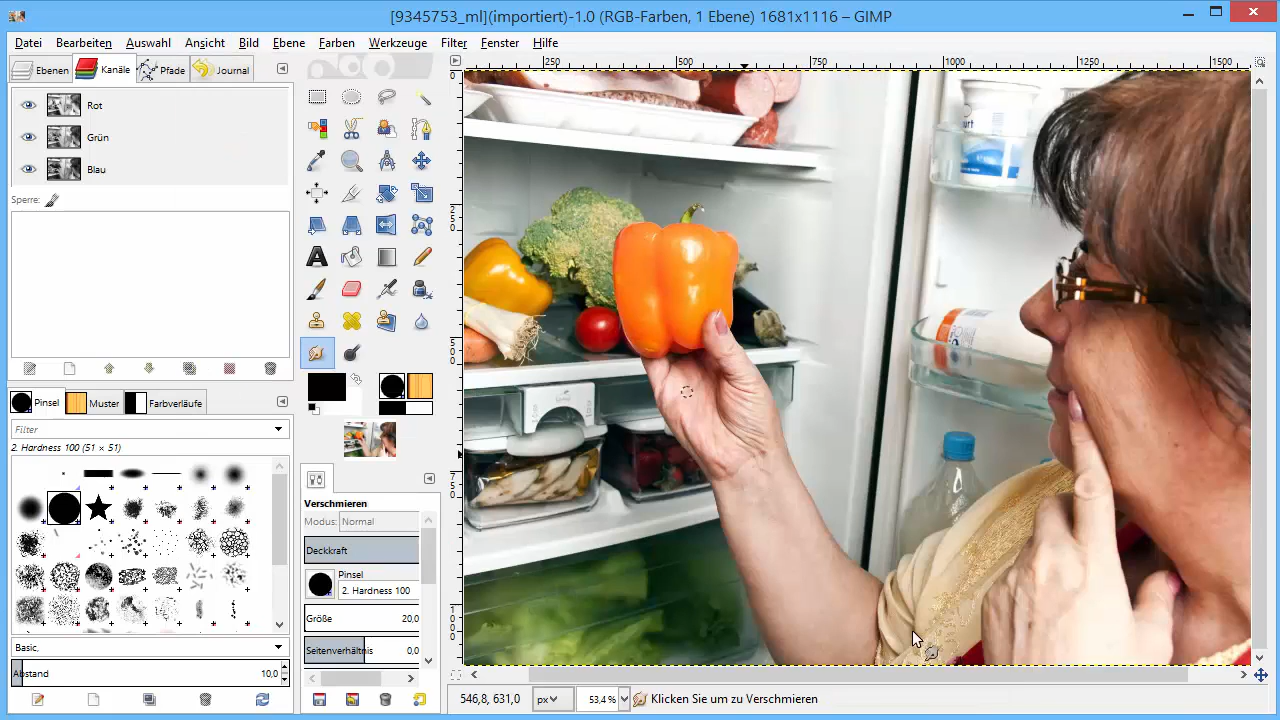 [9345753_ml](importiert)-1.0 (RGB-Farben, 1 Ebene) 1681x1116 – GIMP
Datei Bearbeiten Auswahl Ansicht Bild Ebene Farben Werkzeuge Filter Fenster Hilfe
Kanäle Pfade Journal
250 500 750 1000 1250 1500
Rot
Grün
Blau
Sperre:
Pinsel Muster Farbverläufe
Filter
2. Hardness 100 (51 × 51)
Verschmieren
Modus: Normal
Deckkraft
Pinsel
2. Hardness 100
Größe 20,0
Seitenverhältnis 0,0
Basic,
Abstand 10,0
546,8, 631,0 px 53,4 % Klicken Sie um zu Verschmieren